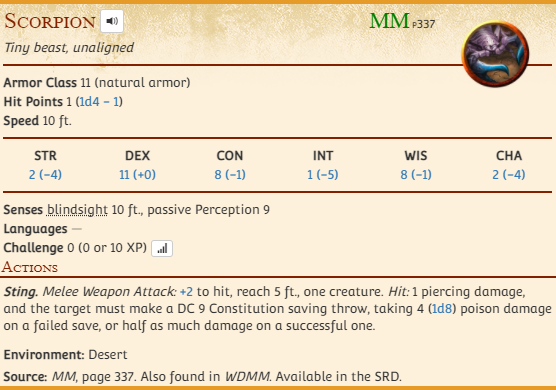 Scorpion
MM P337
Tiny beast, unaligned
Armor Class 11 (natural armor)
Hit Points 1 (1d4 − 1)
Speed 10 ft.
STR DEX CON INT WIS CHA
2 (−4) 11 (+0) 8 (−1) 1 (−5) 8 (−1) 2 (−4)
Senses blindsight 10 ft., passive Perception 9
Languages —
Challenge 0 (0 or 10 XP)
Actions
Sting. Melee Weapon Attack: +2 to hit, reach 5 ft., one creature. Hit: 1 piercing damage,
and the target must make a DC 9 Constitution saving throw, taking 4 (1d8) poison damage
on a failed save, or half as much damage on a successful one.
Environment: Desert
Source: MM, page 337. Also found in WDMM. Available in the SRD.